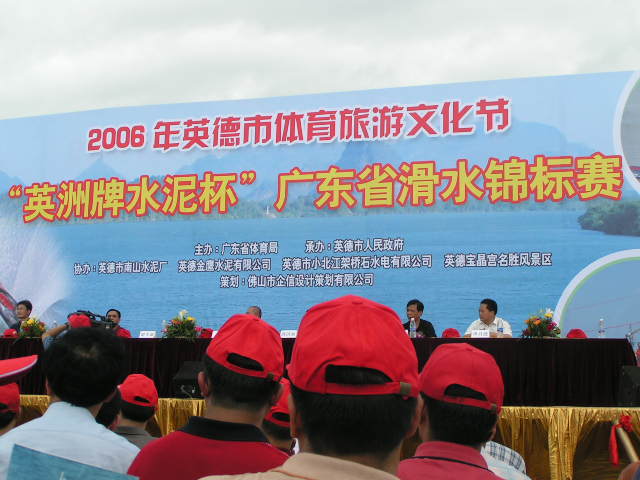 2006 年英德市体育旅游文化节
“英洲牌水泥杯”广东省滑水锦标赛
主办：广东省体育局 承办：英德市人民政府
协办：英德市南山水泥厂 英德金鹰水泥有限公司 英德市小北江架桥石水电有限公司 英德宝晶宫名胜风景区
策划：佛山市企信设计策划有限公司